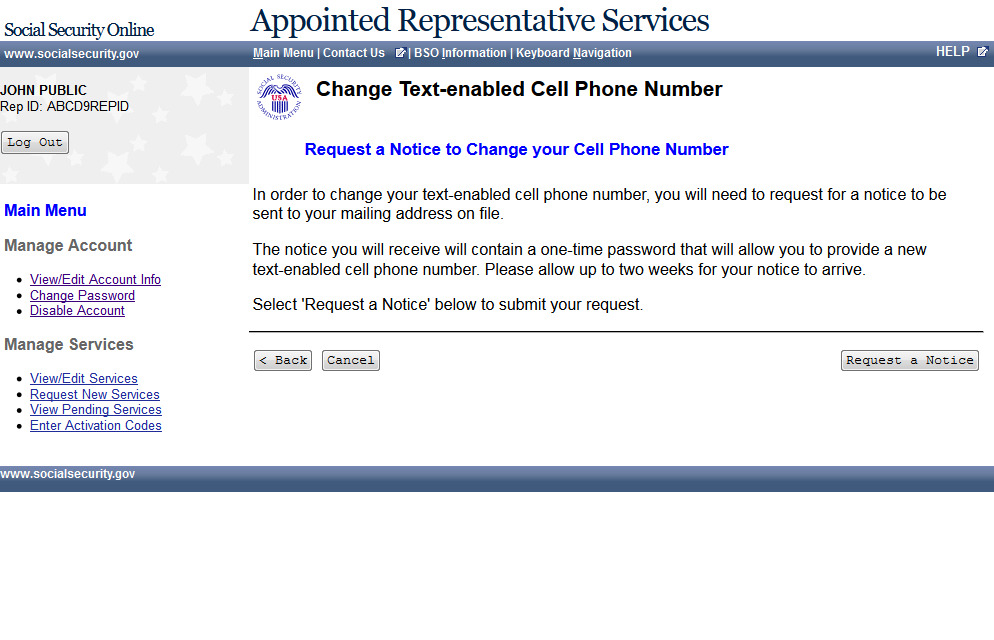 Social Security Online
Appointed Representative Services
www.socialsecurity.gov
Main Menu | Contact Us | BSO Information | Keyboard Navigation
HELP
JOHN PUBLIC
Rep ID: ABCD9REPID
Log Out
SOCIAL SECURITY
USA
ADMINISTRATION
Change Text-enabled Cell Phone Number
Request a Notice to Change your Cell Phone Number
In order to change your text-enabled cell phone number, you will need to request for a notice to be
sent to your mailing address on file.
The notice you will receive will contain a one-time password that will allow you to provide a new
text-enabled cell phone number. Please allow up to two weeks for your notice to arrive.
Select 'Request a Notice' below to submit your request.
< Back
Cancel
Request a Notice
Main Menu
Manage Account
View/Edit Account Info
Change Password
Disable Account
Manage Services
View/Edit Services
Request New Services
View Pending Services
Enter Activation Codes
www.socialsecurity.gov